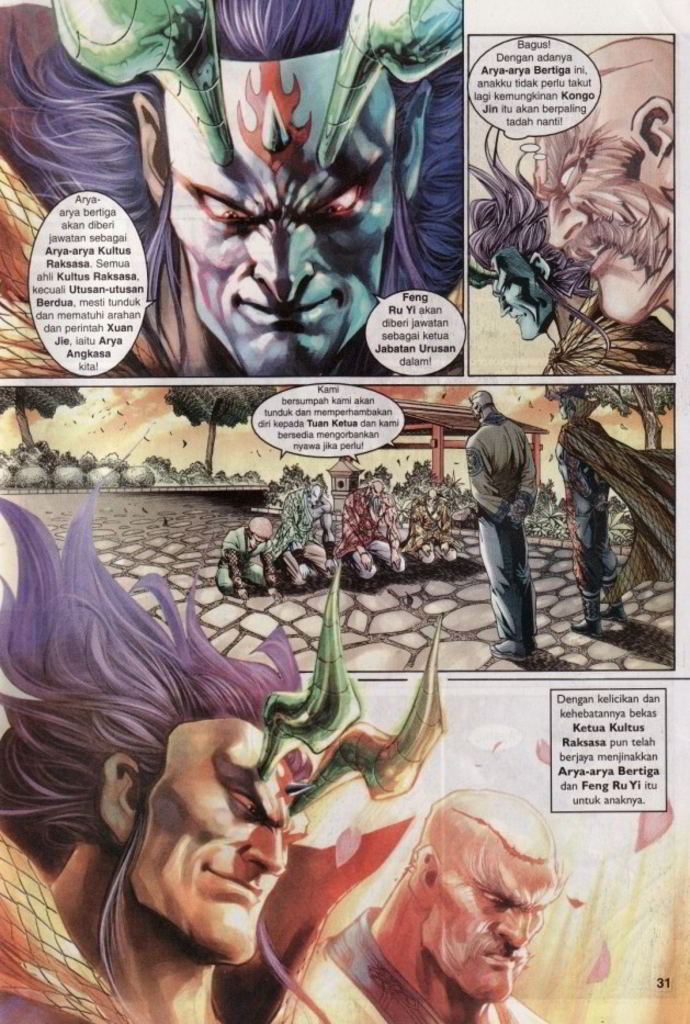 Arya-
arya bertiga
akan diberi
jawatan sebagai
Arya-arya Kultus
Raksasa. Semua
ahli Kultus Raksasa,
kecuali Utusan-utusan
Berdua, mesti tunduk
dan mematuhi arahan
dan perintah Xuan
Jie, iaitu Arya
Angkasa
kita!
Feng
Ru Yi akan
diberi jawatan
sebagai ketua
Jabatan Urusan
dalam!
Bagus!
Dengan adanya
Arya-arya Bertiga ini,
anakku tidak perlu takut
lagi kemungkinan Kongo
Jin itu akan berpaling
tadah nanti!
Kami
bersumpah kami akan
tunduk dan memperhambakan
diri kepada Tuan Ketua dan kami
bersedia mengorbankan
nyawa jika perlu!
Dengan kelicikan dan
kehebatannya bekas
Ketua Kultus
Raksasa pun telah
berjaya menjinakkan
Arya-arya Bertiga
dan Feng Ru Yi itu
untuk anaknya.
31